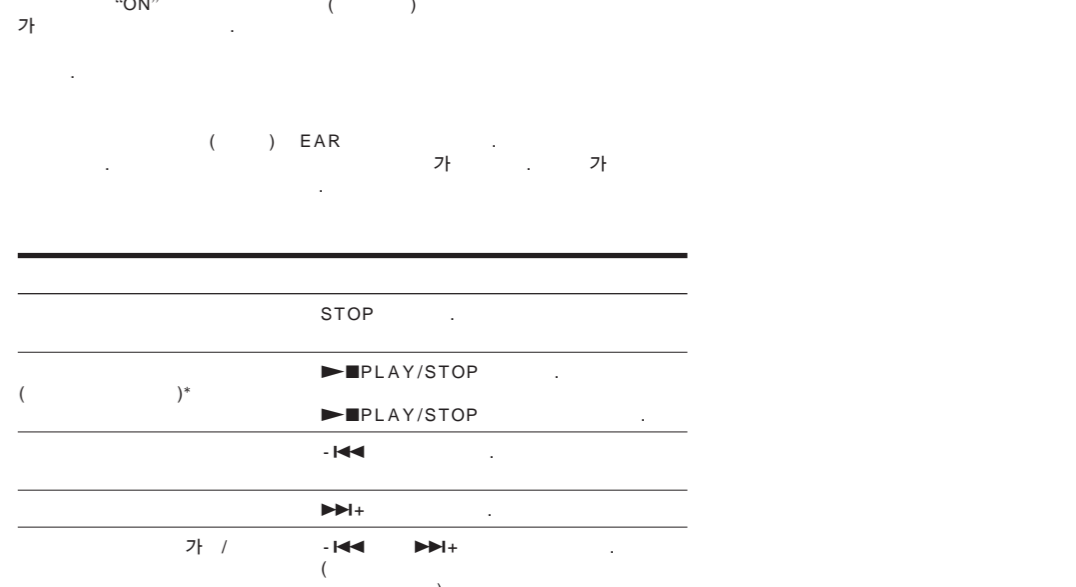 “ON” ( )
가 .
.
( ) EAR .
. 가 . 가
.
STOP .
►■PLAY/STOP .
( )*
►■PLAY/STOP .
-I◄◄ .
►►I+ .
가 / -I◄◄ ►►I+ .
(
)